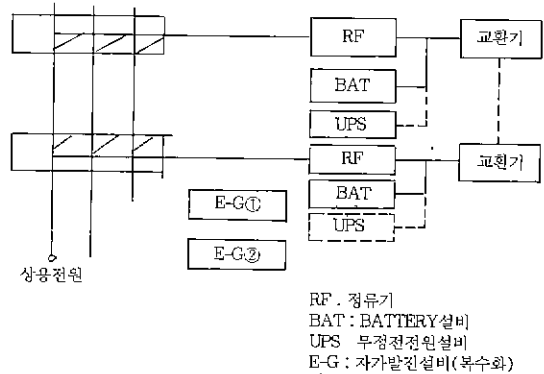 RF
교환기
BAT
UPS
RF
교환기
BAT
E-G①
UPS
E-G②
상용전원
RF . 정류기
BAT : BATTERY설비
UPS 무정전전원설비
E-G : 자가발전설비(복수화)